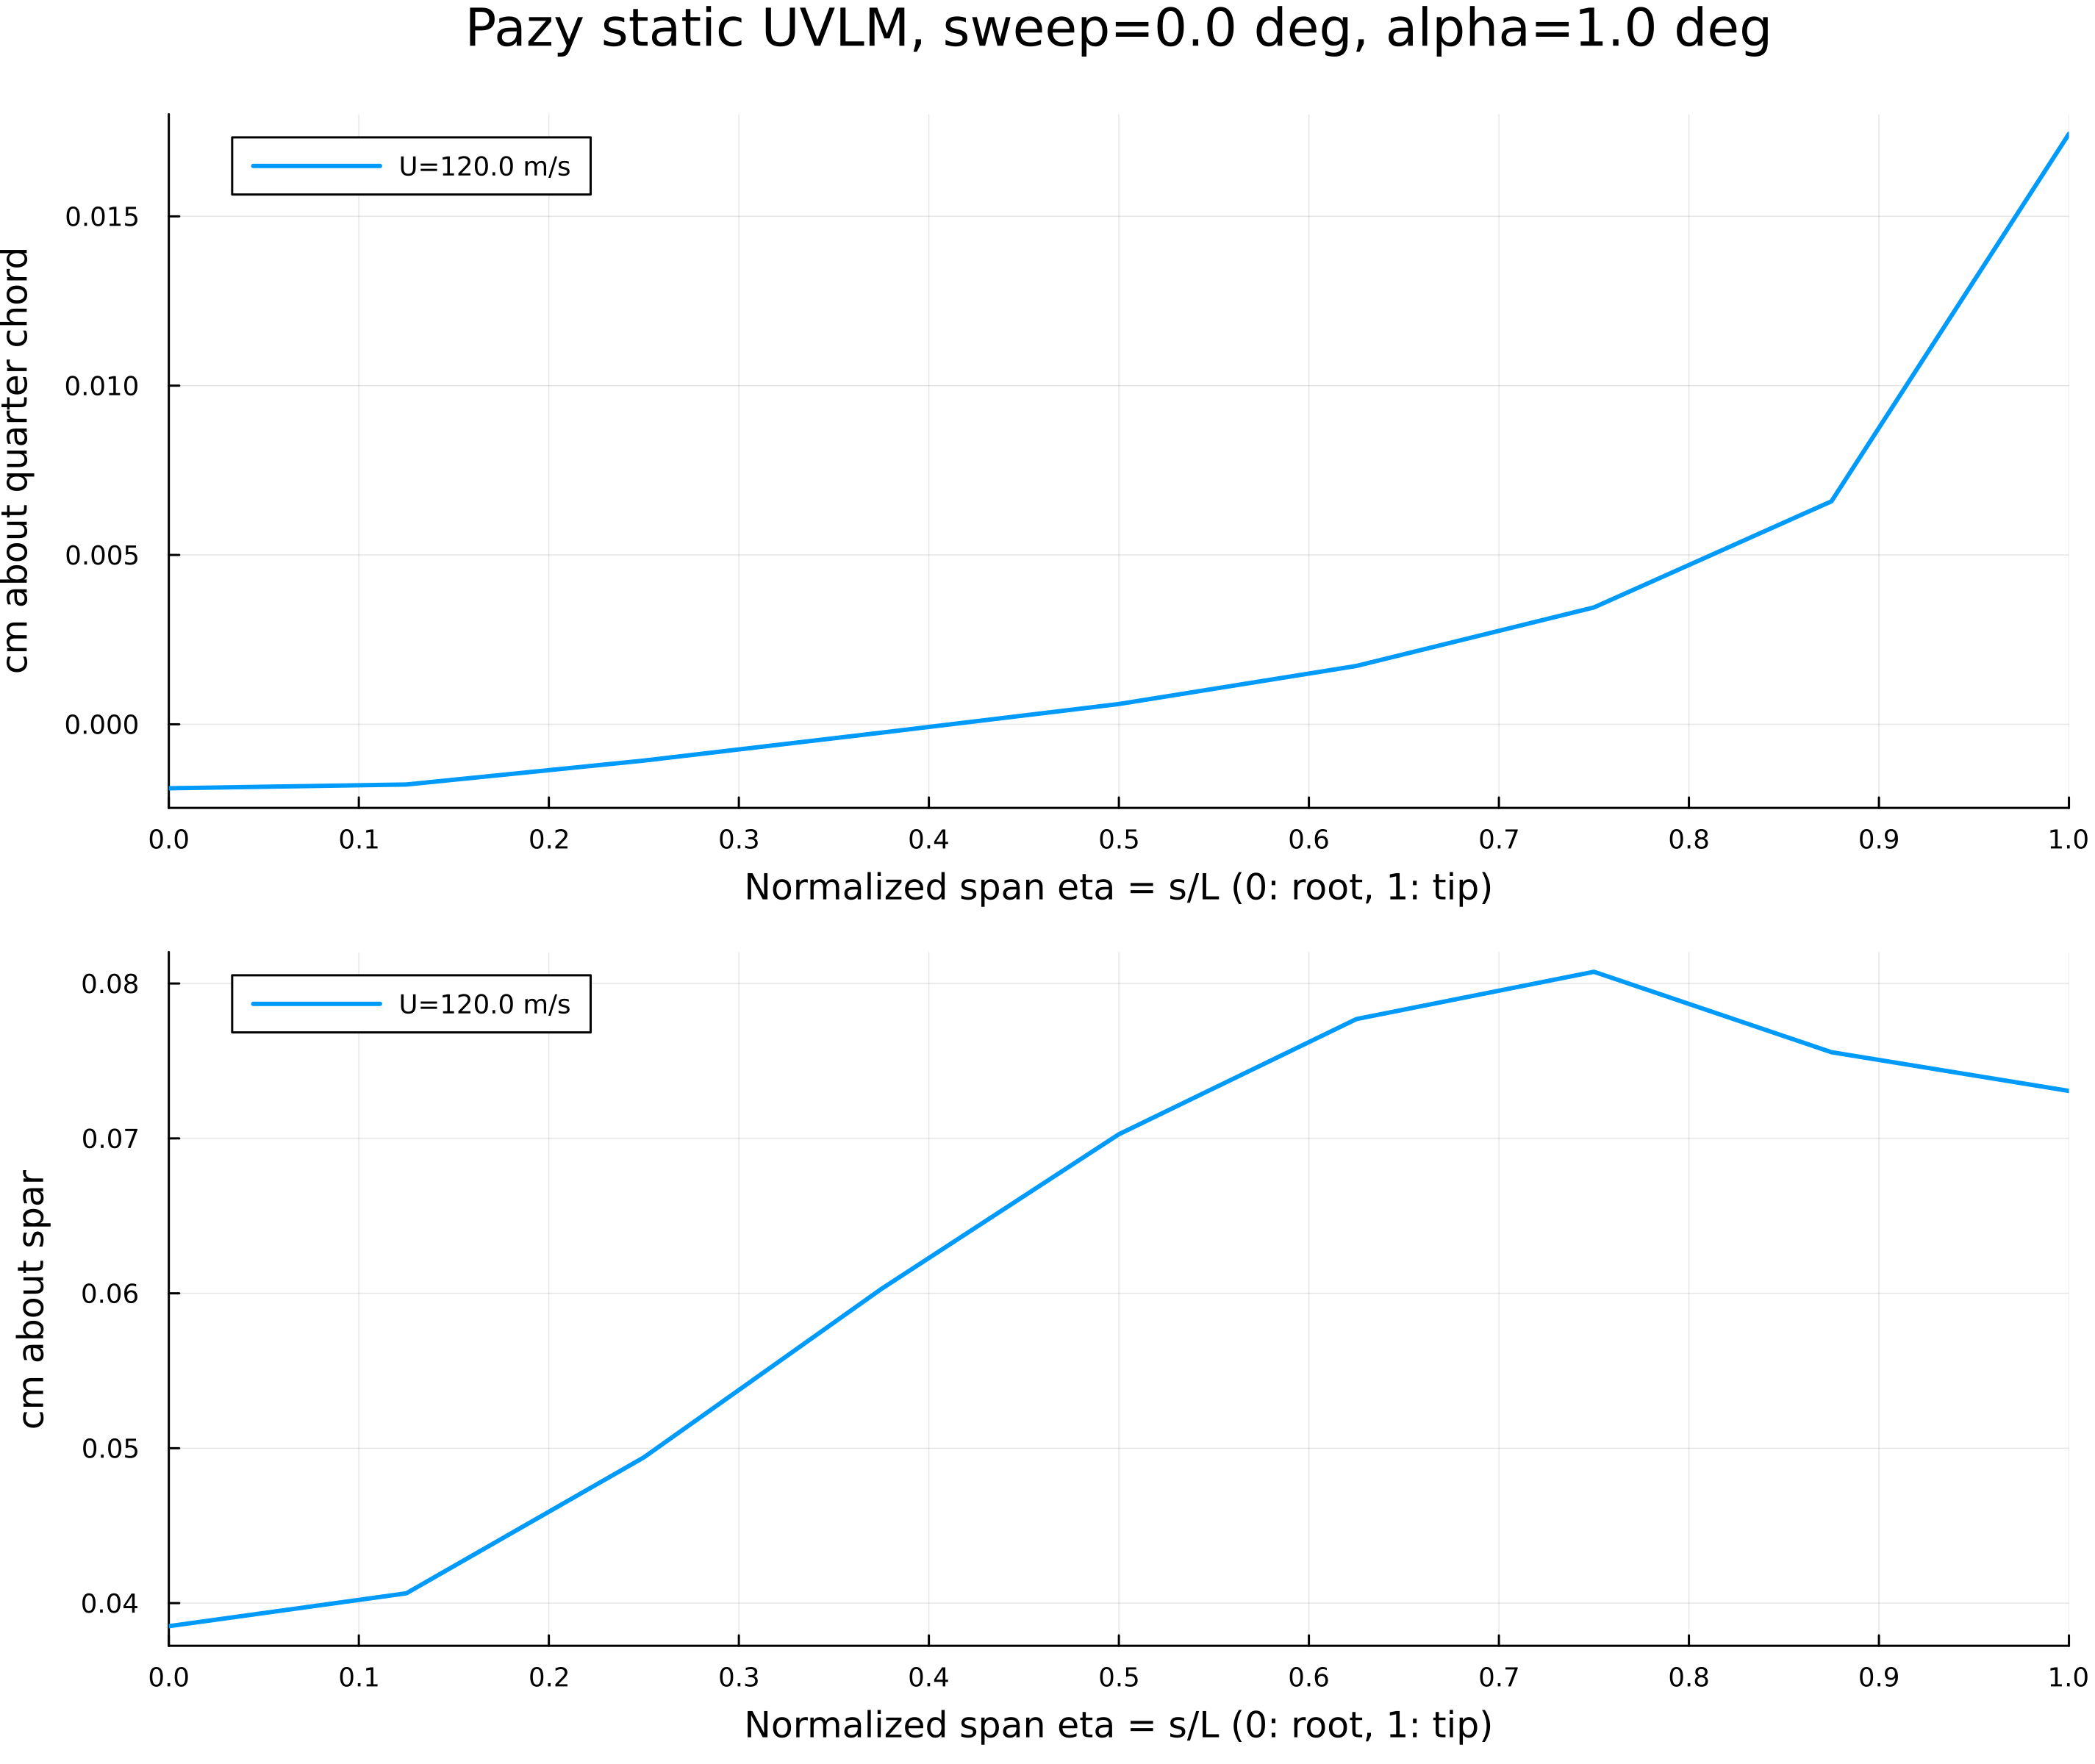 Pazy static UVLM, sweep=0.0 deg, alpha=1.0 deg
cm about quarter chord
U=120.0 m/s
0.015
0.010
0.005
0.000
0.0 0.1 0.2 0.3 0.4 0.5 0.6 0.7 0.8 0.9 1.0
Normalized span eta = s/L (0: root, 1: tip)
cm about spar
U=120.0 m/s
0.08
0.07
0.06
0.05
0.04
0.0 0.1 0.2 0.3 0.4 0.5 0.6 0.7 0.8 0.9 1.0
Normalized span eta = s/L (0: root, 1: tip)